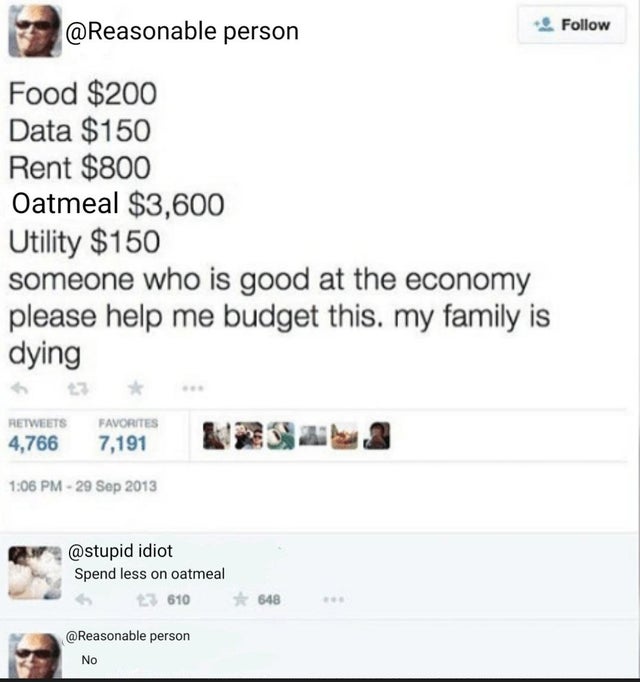 @Reasonable person
Follow
Food $200
Data $150
Rent $800
Oatmeal $3,600
Utility $150
someone who is good at the economy
please help me budget this. my family is
dying
RETWEETS FAVORITES
4,766 7,191
1:06 PM - 29 Sep 2013
@stupid idiot
Spend less on oatmeal
610 648
@Reasonable person
No